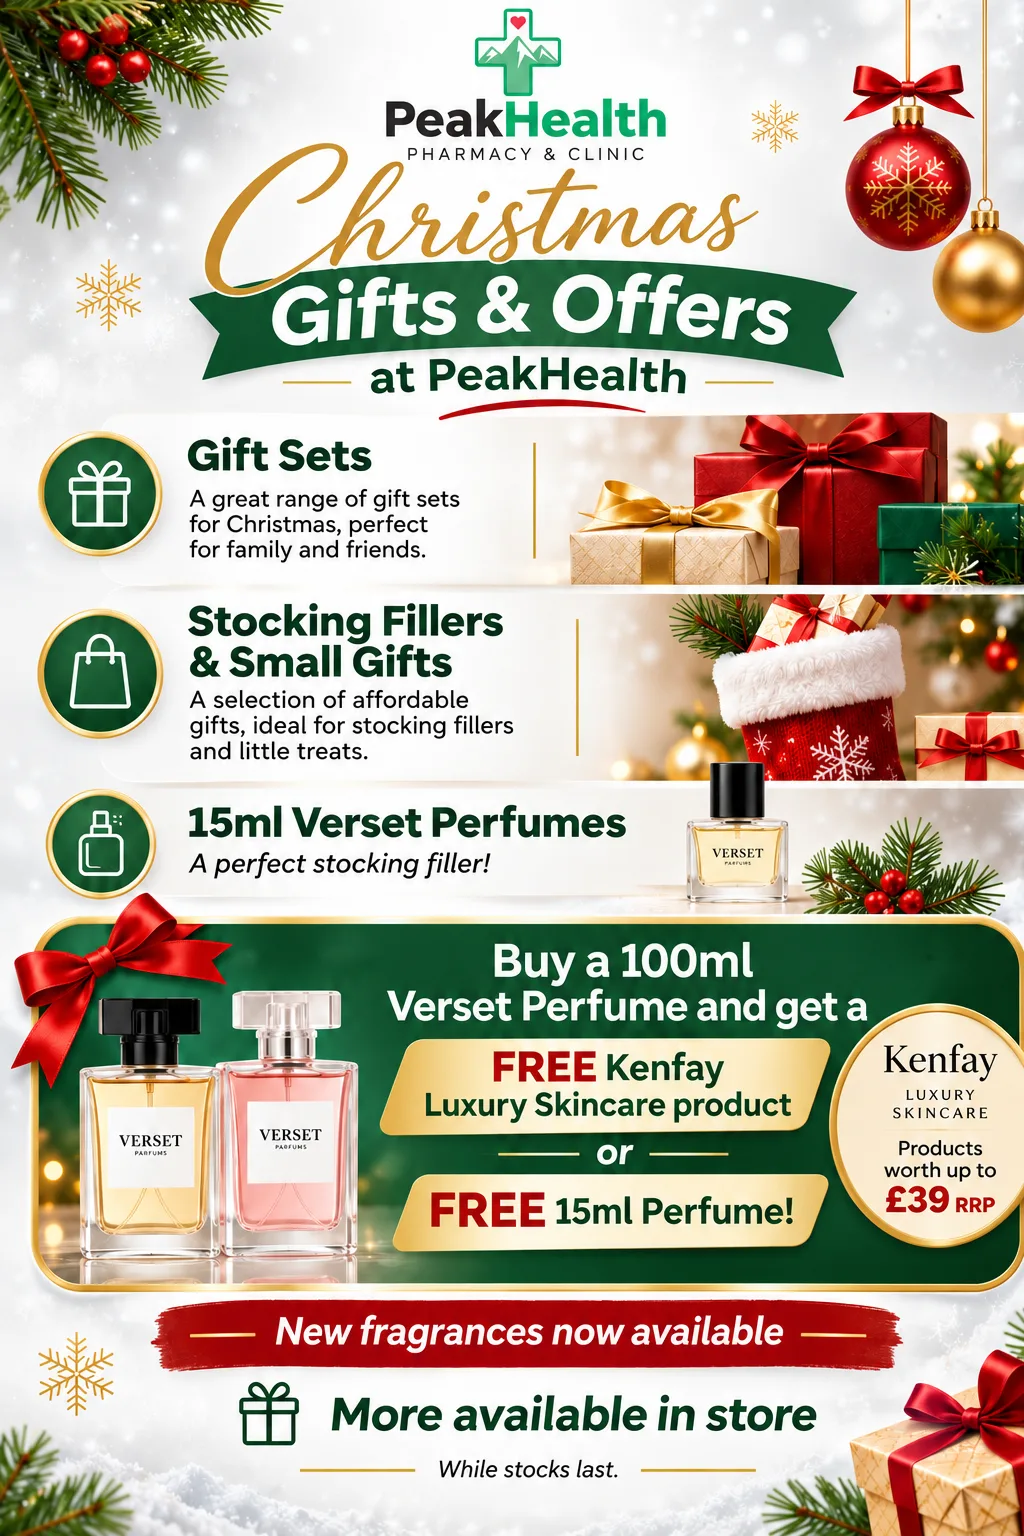 PeakHealth
PHARMACY & CLINIC
Christmas
Gifts & Offers
at PeakHealth
Gift Sets
A great range of gift sets
for Christmas, perfect
for family and friends.
Stocking Fillers
& Small Gifts
A selection of affordable
gifts, ideal for stocking fillers
and little treats.
15ml Verset Perfumes
A perfect stocking filler!
VERSET
PARFUMS
Buy a 100ml
Verset Perfume and get a
FREE Kenfay
Luxury Skincare product
or
FREE 15ml Perfume!
Kenfay
LUXURY
SKINCARE
Products
worth up to
£39 RRP
VERSET
PARFUMS
VERSET
PARFUMS
New fragrances now available
More available in store
While stocks last.